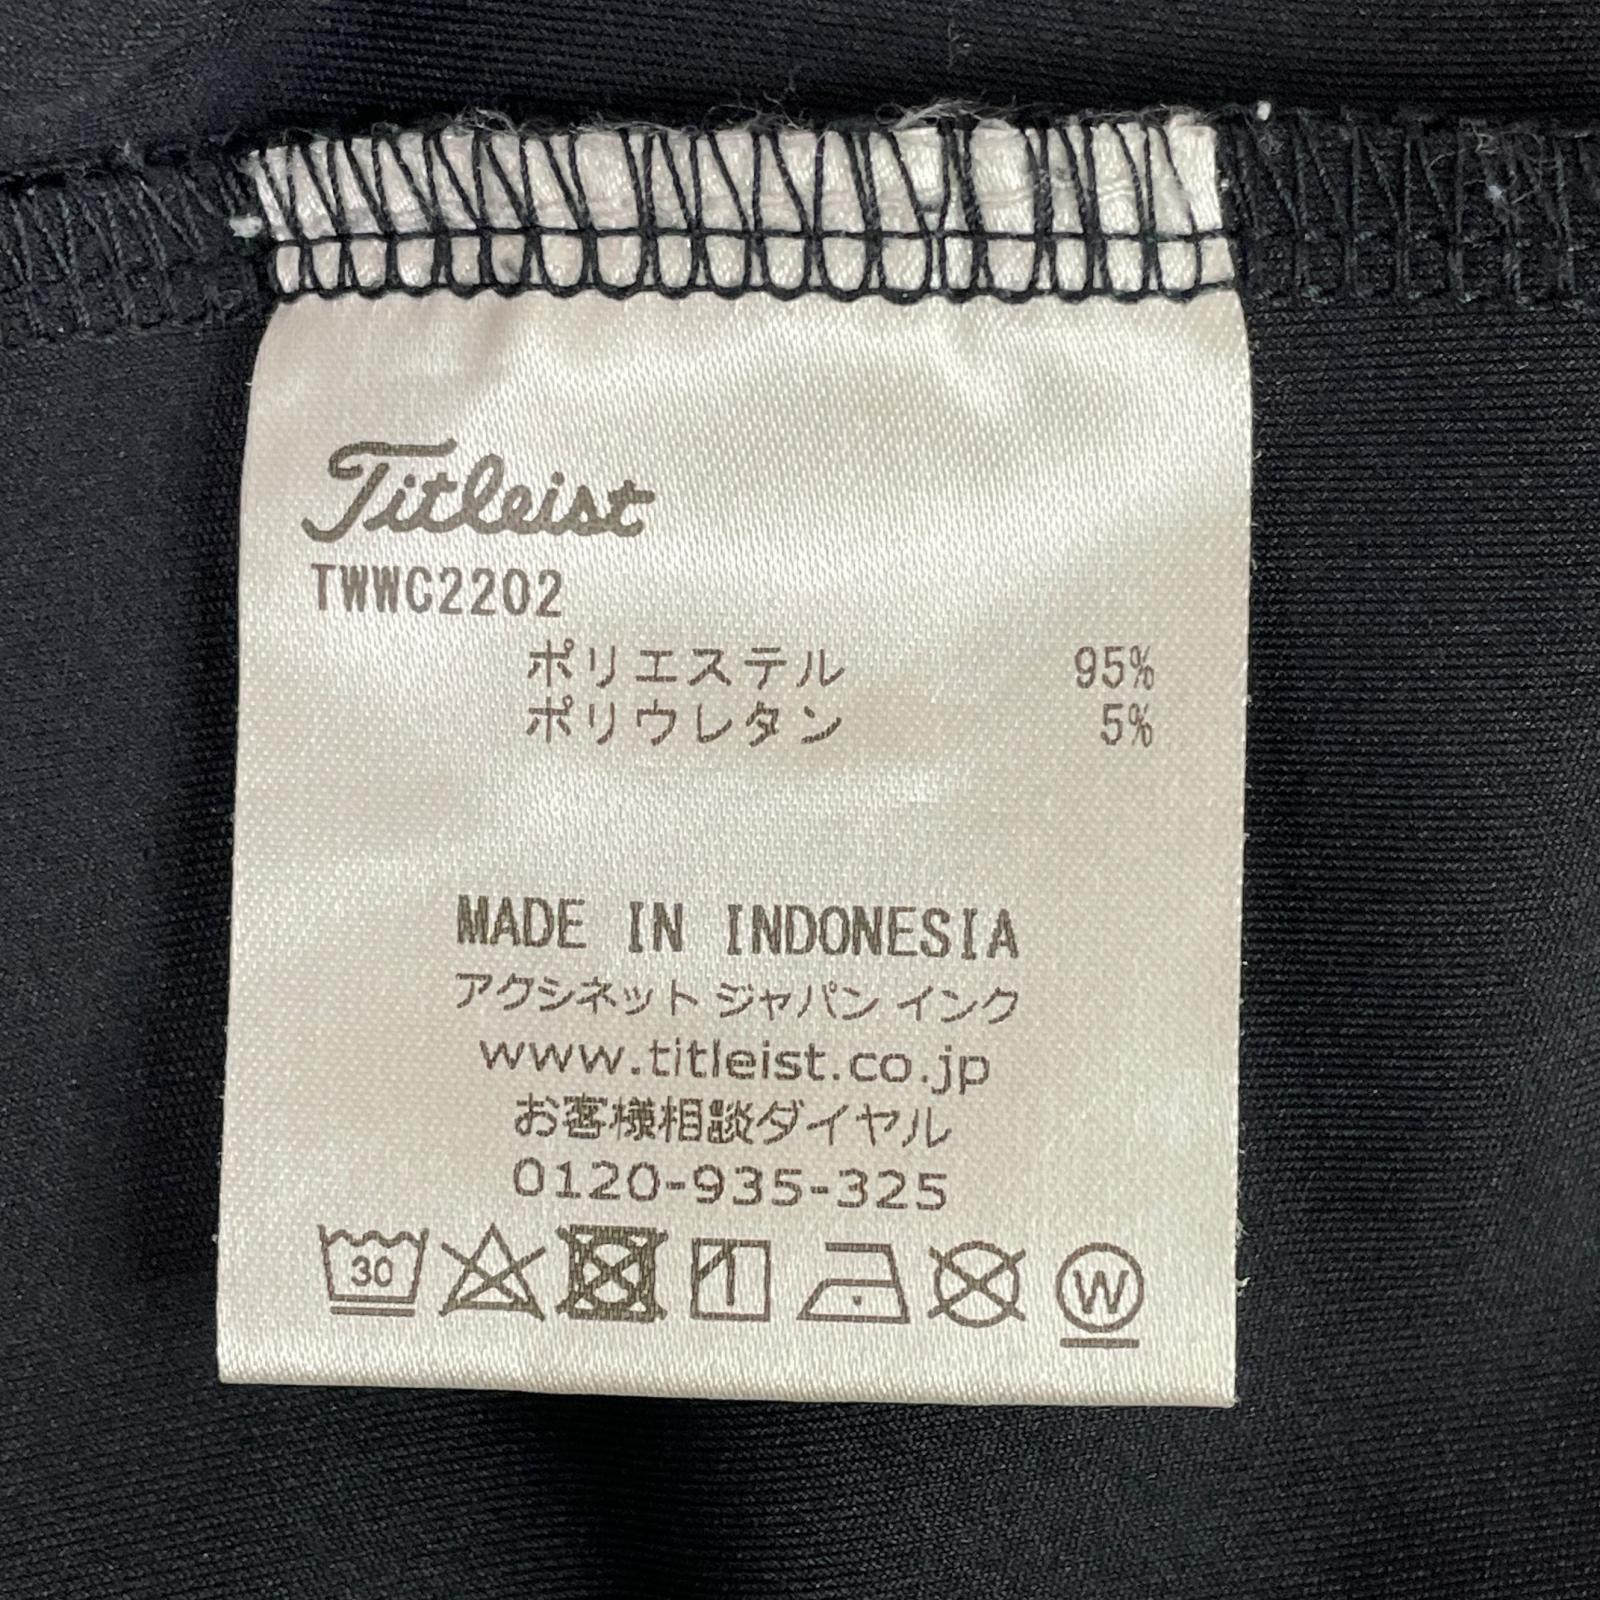 Titleist
TWWC2202
ポリエステル 95%
ポリウレタン 5%
MADE IN INDONESIA
アクシネット ジャパン インク
www.titleist.co.jp
お客様相談ダイヤル
0120-935-325
30 W